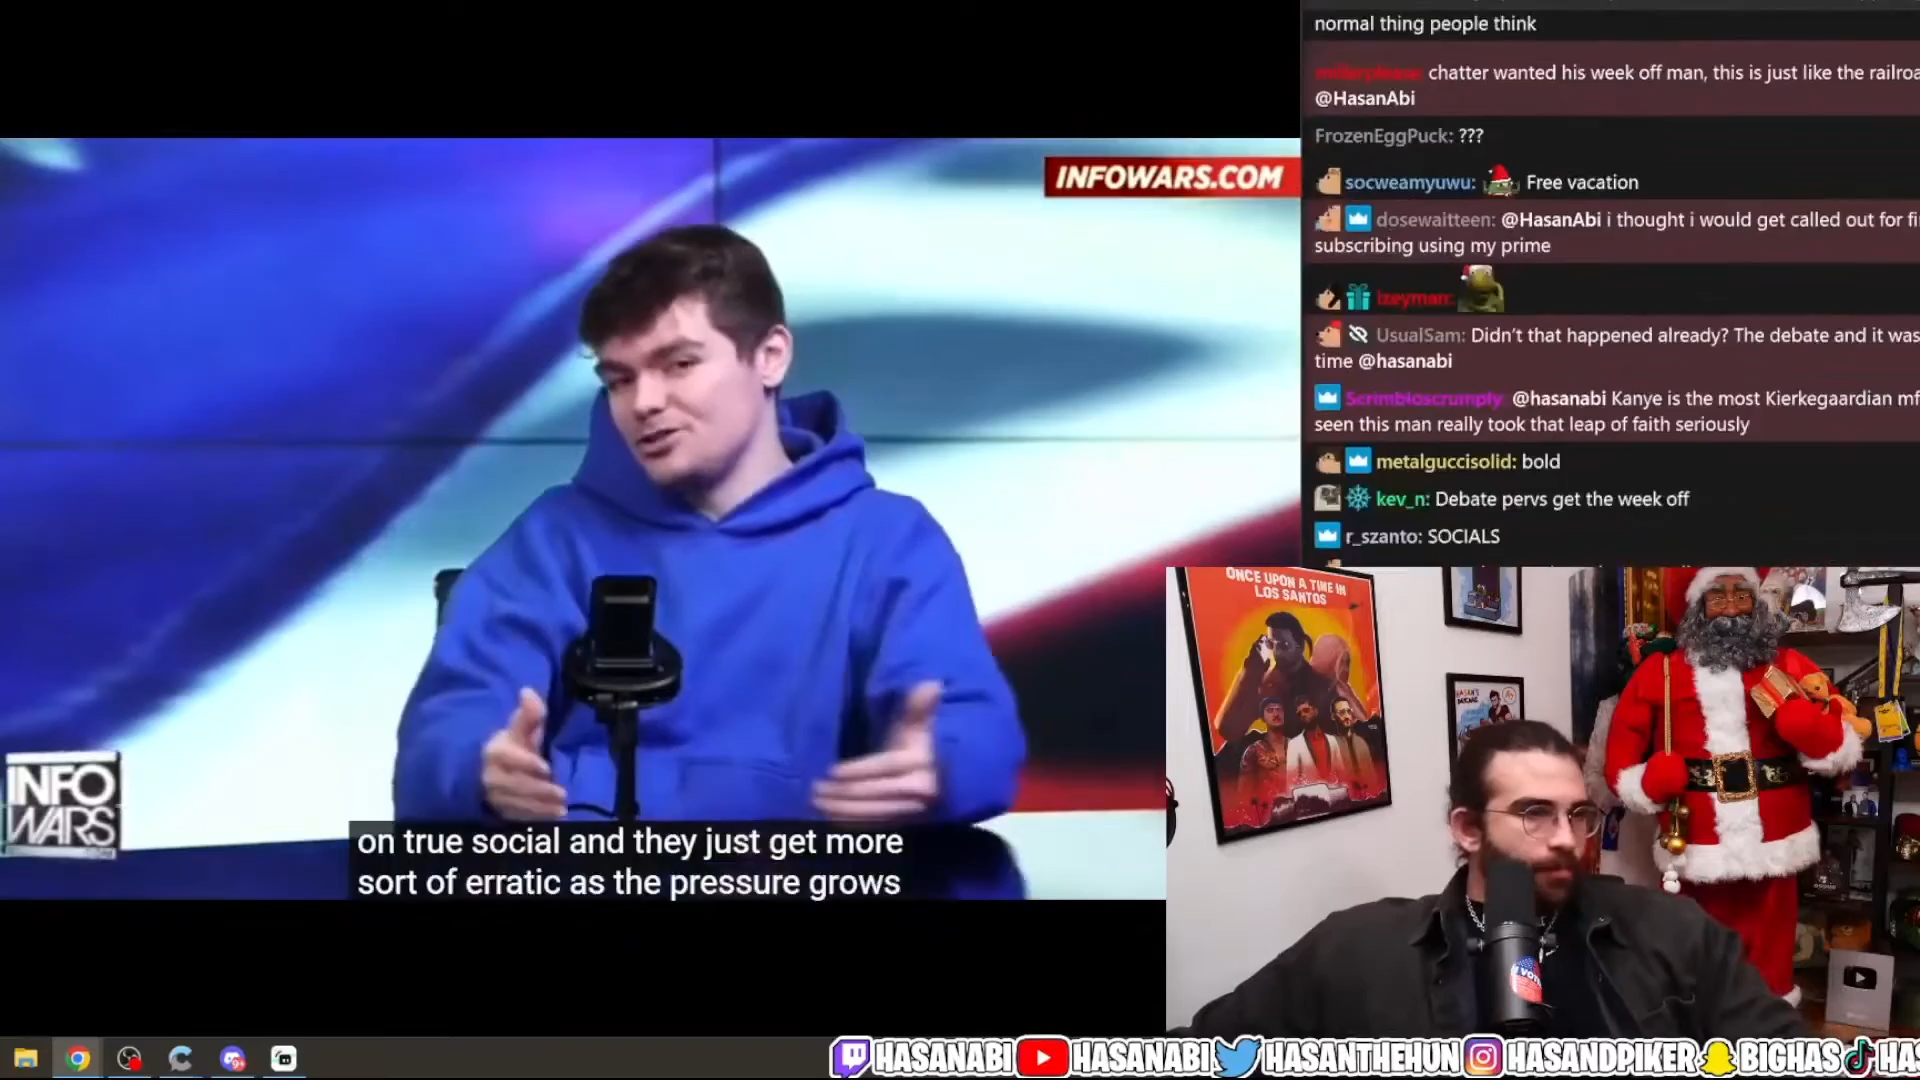 normal thing people think
chatter wanted his week off man, this is just like the
@HasanAbi
FrozenEggPuck: ???
socweamyuwu: Free vacation
dosewaitteen: @HasanAbi i thought i would get called out for
subscribing using my prime
izeyman:
UsualSam: Didn't that happened already? The debate and it was
time @hasanabi
Scrimbloscrumply @hasanabi Kanye is the most Kierkegaardian mf
seen this man really took that leap of faith seriously
metalguccisolid: bold
kev_n: Debate pervs get the week off
r_szanto: SOCIALS
INFOWARS.COM
INFO
WARS
on true social and they just get more
sort of erratic as the pressure grows
ONCE UPON A TIME IN
LOS SANTOS
HASANABI HASANABI HASANTHEHUN HASANDPIKER BIGHAS